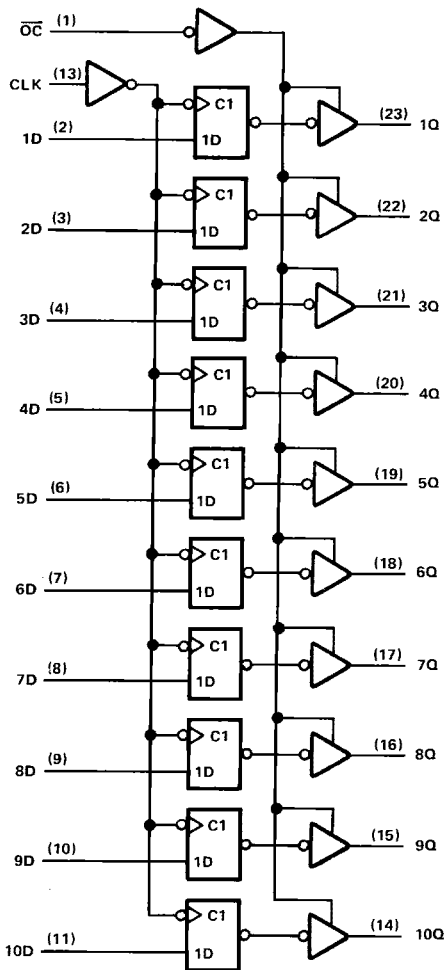 OC (1)
CLK (13)
C1
1D (2) 1D (23) 1Q
C1
2D (3) 1D (22) 2Q
C1
3D (4) 1D (21) 3Q
C1
4D (5) 1D (20) 4Q
C1
5D (6) 1D (19) 5Q
C1
6D (7) 1D (18) 6Q
C1
7D (8) 1D (17) 7Q
C1
8D (9) 1D (16) 8Q
C1
9D (10) 1D (15) 9Q
C1
10D (11) 1D (14) 10Q